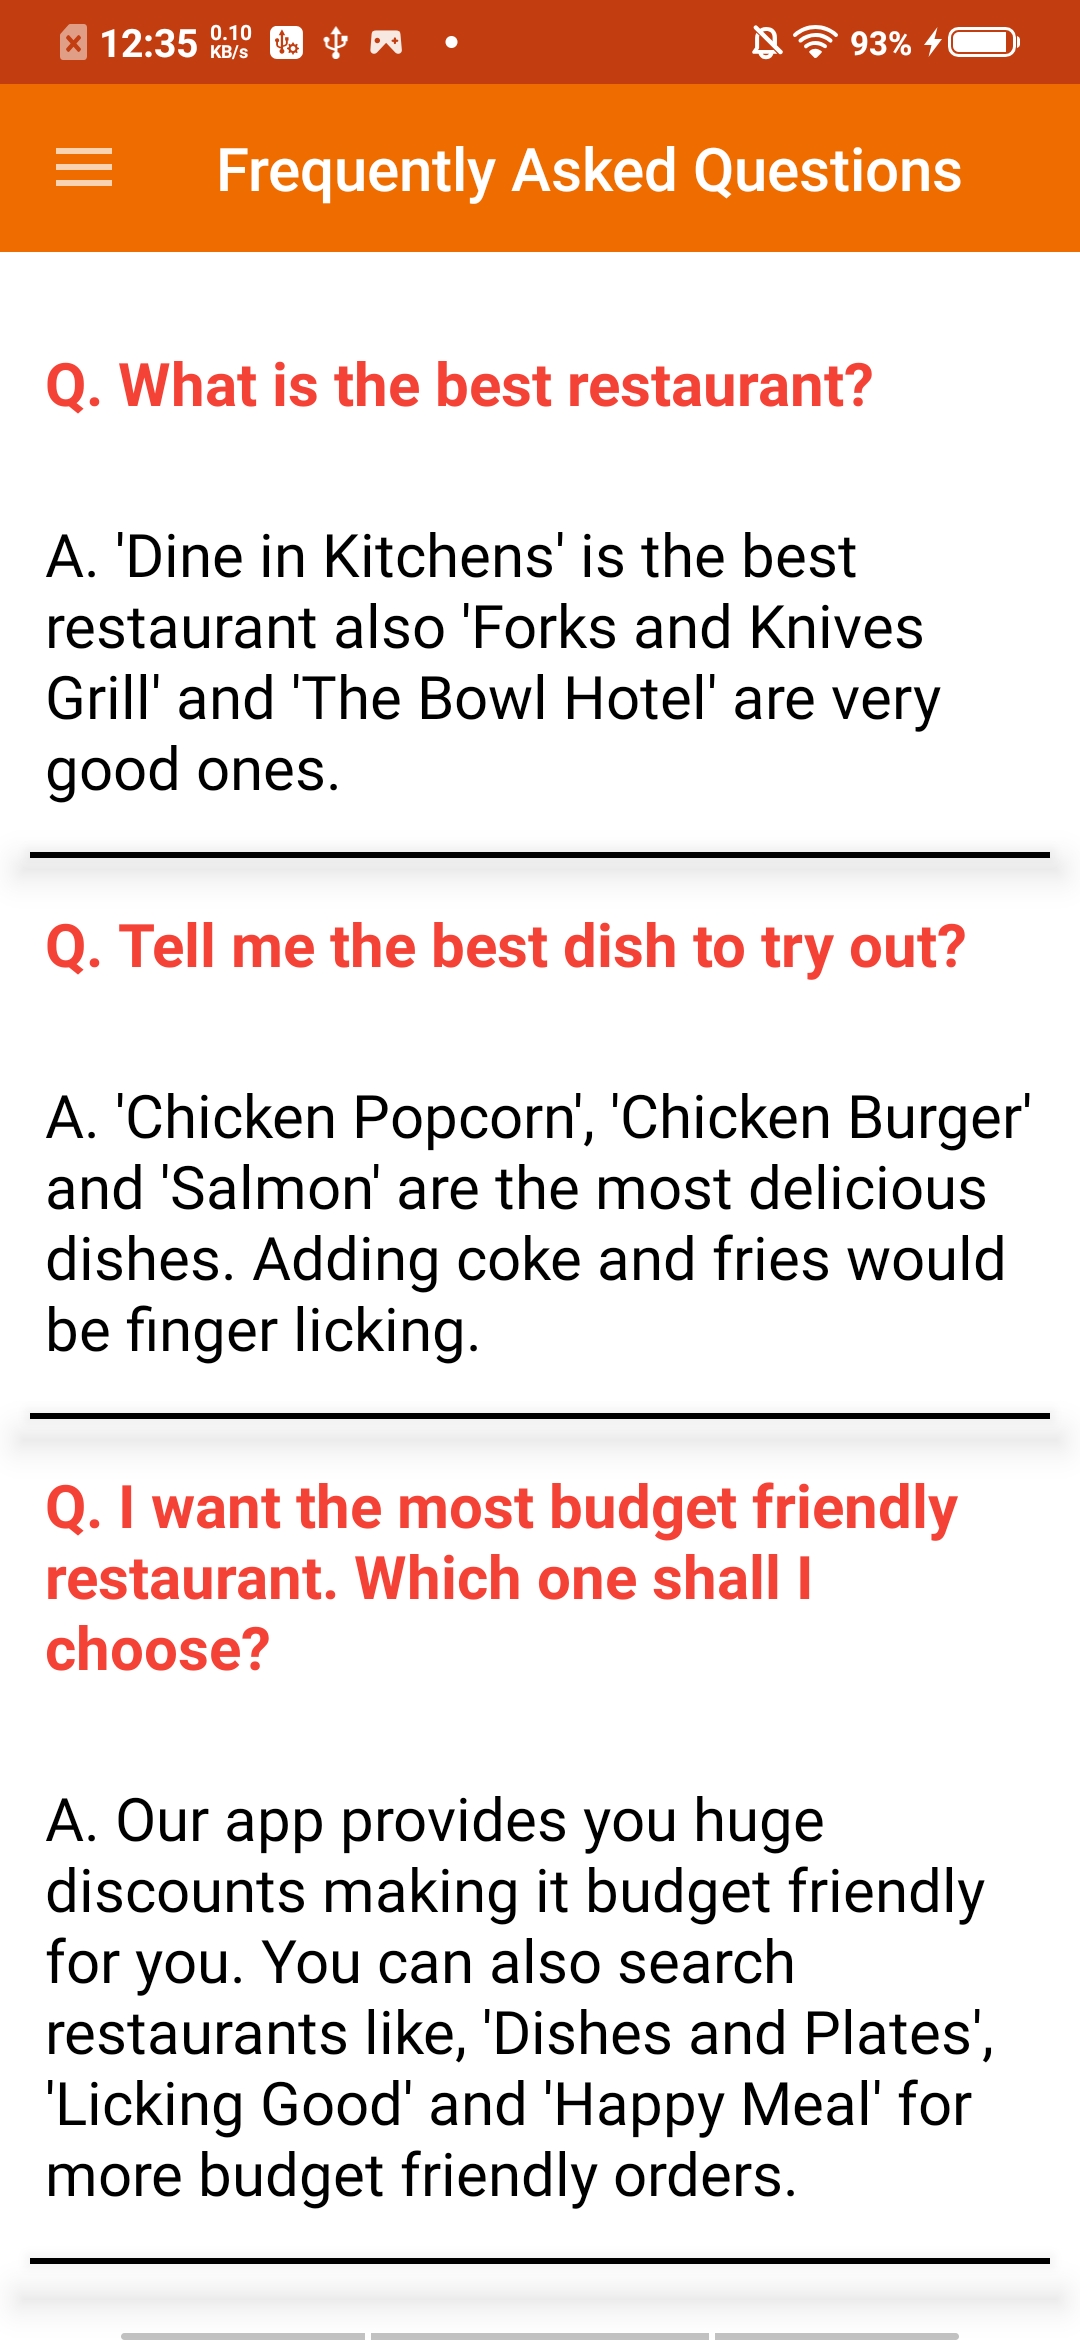 12:35 0.10 KB/s 93%
Frequently Asked Questions
Q. What is the best restaurant?
A. 'Dine in Kitchens' is the best
restaurant also 'Forks and Knives
Grill' and 'The Bowl Hotel' are very
good ones.
Q. Tell me the best dish to try out?
A. 'Chicken Popcorn', 'Chicken Burger'
and 'Salmon' are the most delicious
dishes. Adding coke and fries would
be finger licking.
Q. I want the most budget friendly
restaurant. Which one shall I
choose?
A. Our app provides you huge
discounts making it budget friendly
for you. You can also search
restaurants like, 'Dishes and Plates',
'Licking Good' and 'Happy Meal' for
more budget friendly orders.